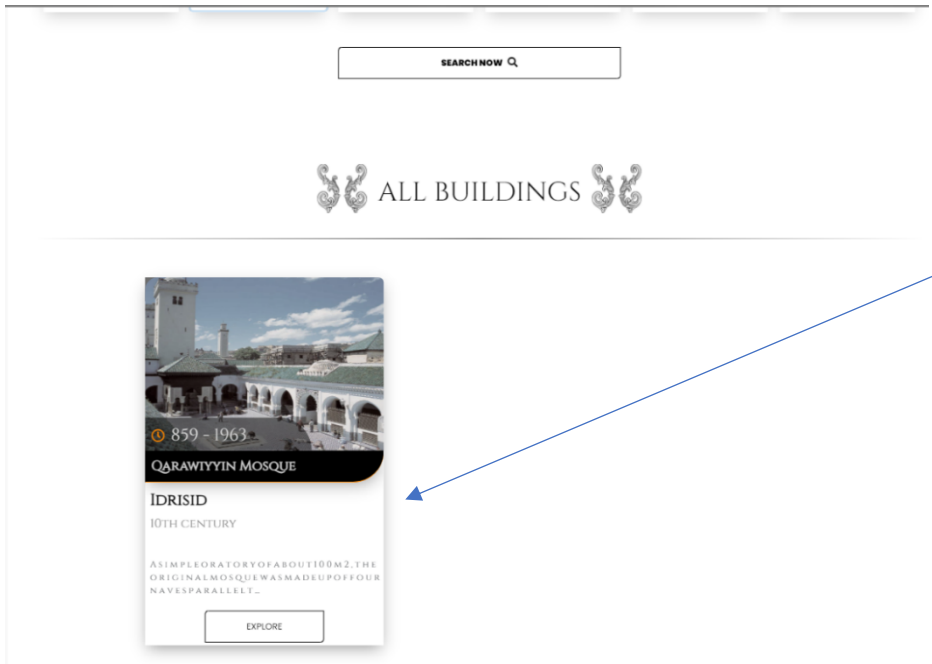 SEARCH NOW
ALL BUILDINGS
859 - 1963
QARAWIYYIN MOSQUE
IDRISID
10TH CENTURY
ASIMPLEORATORYOFABOUT100M2,THE
ORIGINALMOSQUEWASMADEUPOFFOUR
NAVESPARALLELT...
EXPLORE